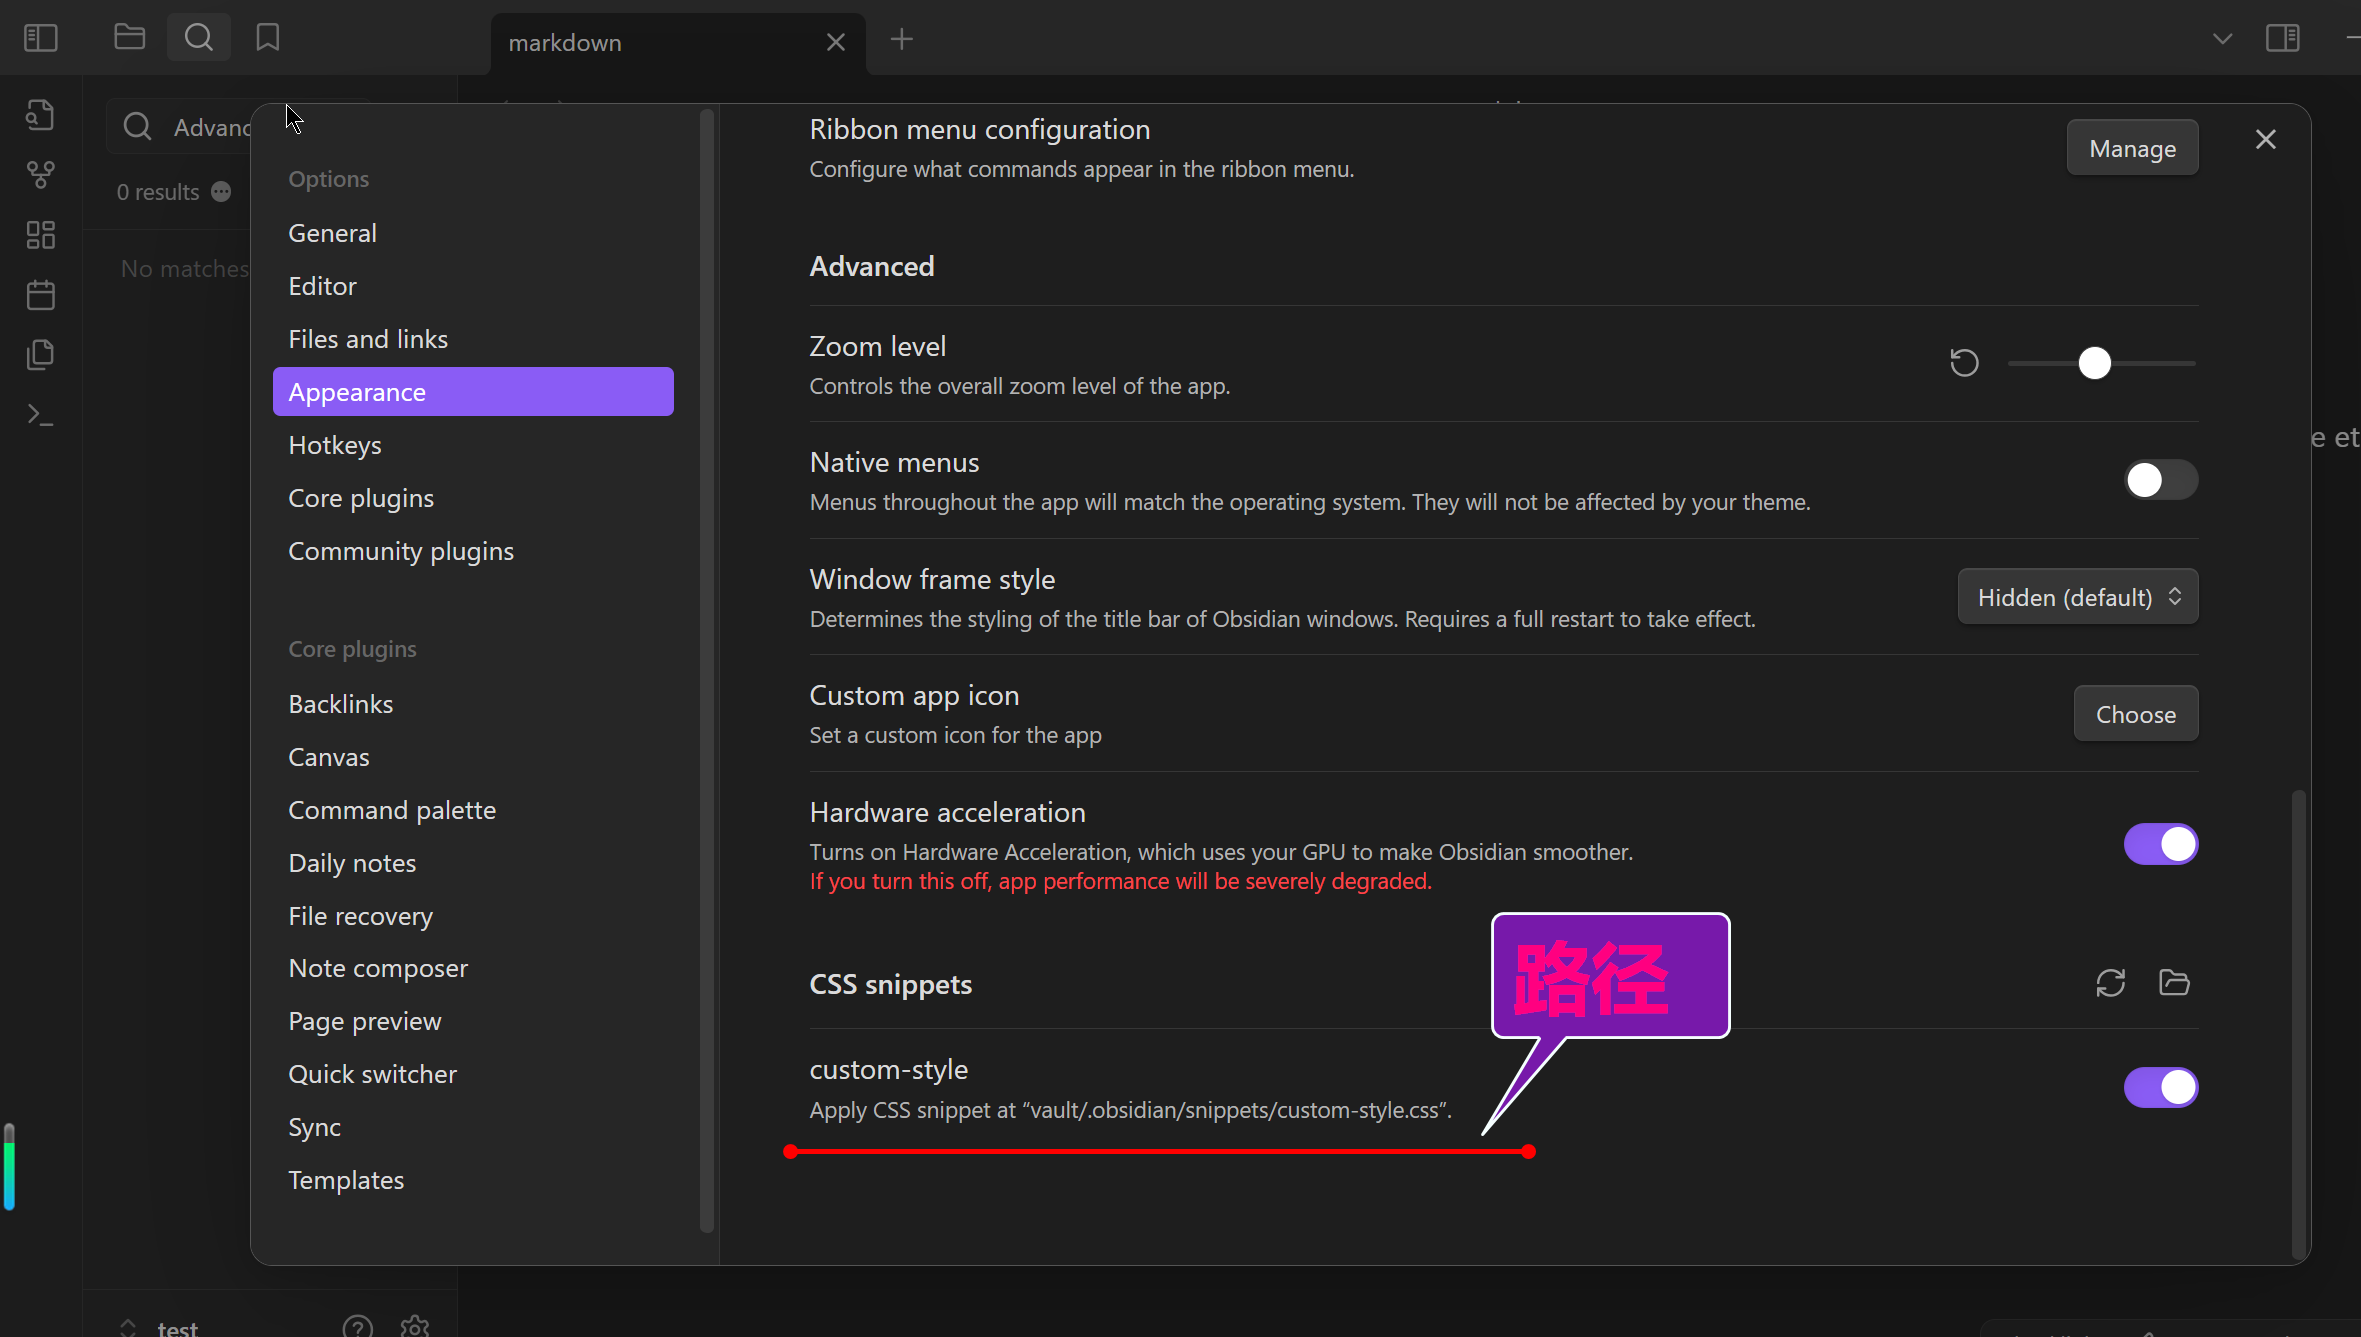 markdown
Advanc
0 results
No matches
Options
General
Editor
Files and links
Appearance
Hotkeys
Core plugins
Community plugins
Core plugins
Backlinks
Canvas
Command palette
Daily notes
File recovery
Note composer
Page preview
Quick switcher
Sync
Templates
test
Ribbon menu configuration
Configure what commands appear in the ribbon menu.
Manage
Advanced
Zoom level
Controls the overall zoom level of the app.
Native menus
Menus throughout the app will match the operating system. They will not be affected by your theme.
Window frame style
Determines the styling of the title bar of Obsidian windows. Requires a full restart to take effect.
Hidden (default)
Custom app icon
Set a custom icon for the app
Choose
Hardware acceleration
Turns on Hardware Acceleration, which uses your GPU to make Obsidian smoother.
If you turn this off, app performance will be severely degraded.
路径
CSS snippets
custom-style
Apply CSS snippet at “vault/.obsidian/snippets/custom-style.css”.
e et